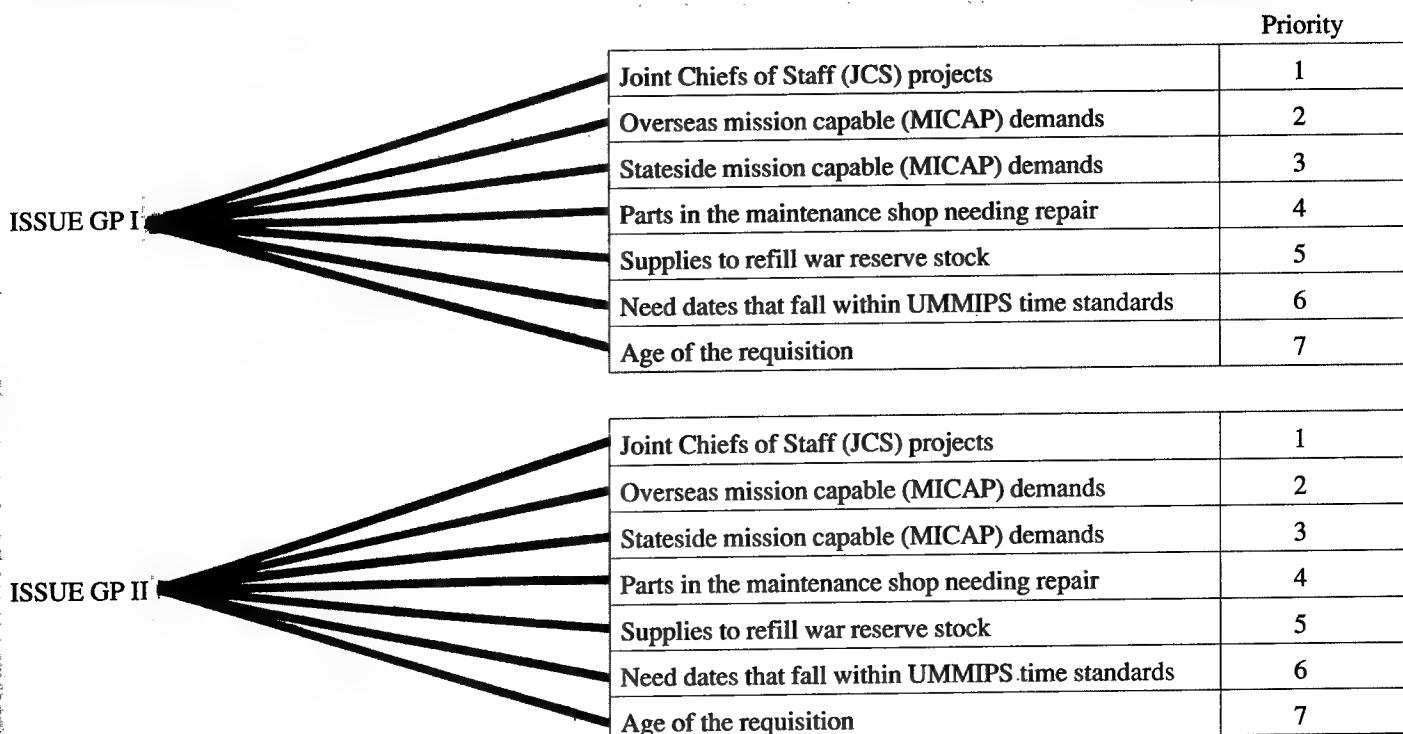 Priority
Joint Chiefs of Staff (JCS) projects 1
Overseas mission capable (MICAP) demands 2
Stateside mission capable (MICAP) demands 3
ISSUE GP I
Parts in the maintenance shop needing repair 4
Supplies to refill war reserve stock 5
Need dates that fall within UMMIPS time standards 6
Age of the requisition 7
Joint Chiefs of Staff (JCS) projects 1
Overseas mission capable (MICAP) demands 2
Stateside mission capable (MICAP) demands 3
ISSUE GP II
Parts in the maintenance shop needing repair 4
Supplies to refill war reserve stock 5
Need dates that fall within UMMIPS time standards 6
Age of the requisition 7